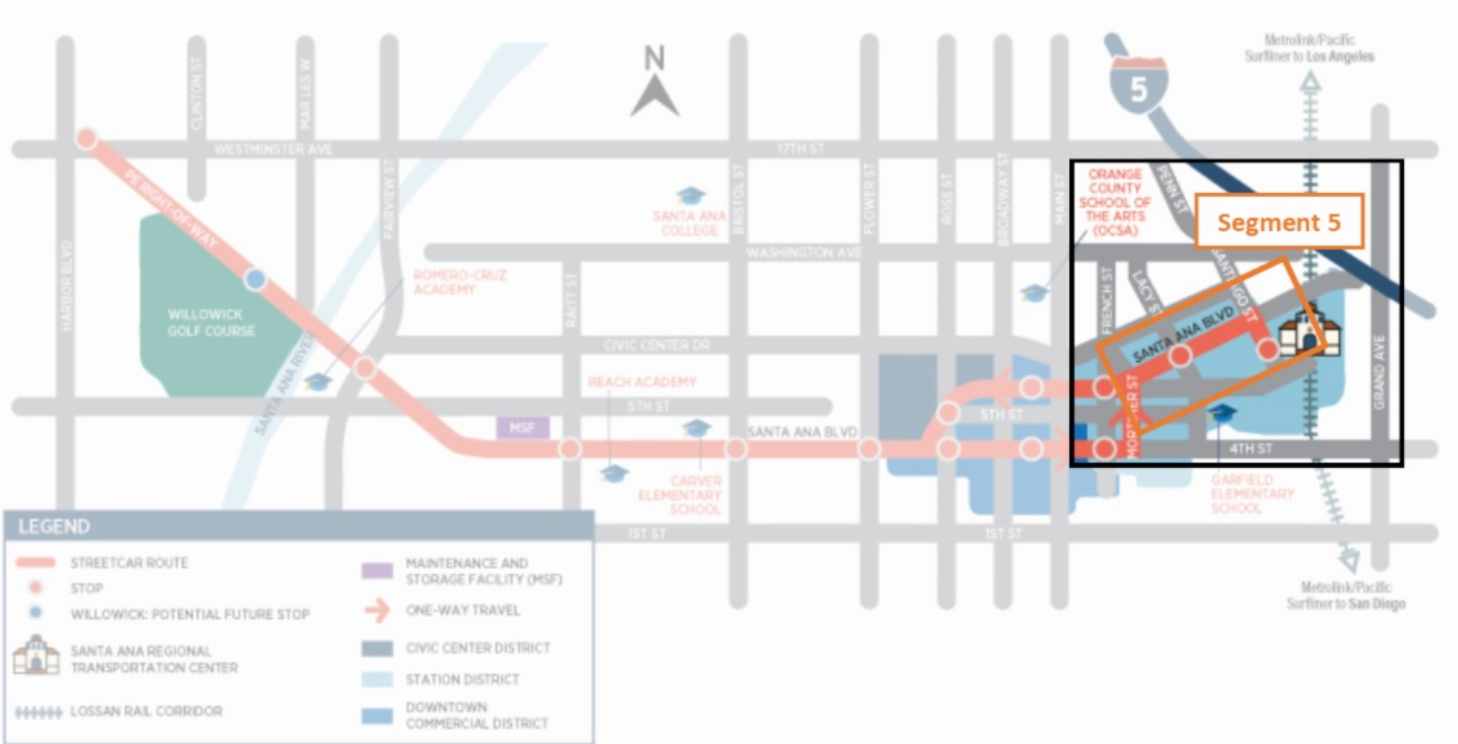 N
Metrolink/Pacific
Surfliner to Los Angeles
5
CLINTON ST
WESTMINSTER AVE
17TH ST
PE RIGHT-OF-WAY
HARBOR BLVD
FAIRVIEW ST
SANTA ANA
COLLEGE
BRISTOL ST
FLOWER ST
ROSS ST
BROADWAY ST
MAIN ST
ORANGE
COUNTY
SCHOOL OF
THE ARTS
(OCSA)
PENN ST
Segment 5
WASHINGTON AVE
ROMERO-CRUZ
ACADEMY
RAITT ST
FRENCH ST
LACY ST
SANTIAGO ST
WILLOWICK
GOLF COURSE
SANTA ANA RIVER
CIVIC CENTER DR
SANTA ANA BLVD
GRAND AVE
REACH ACADEMY
5TH ST
5TH ST
MSF
SANTA ANA BLVD
4TH ST
CARVER
ELEMENTARY
SCHOOL
GARFIELD
ELEMENTARY
SCHOOL
1ST ST
1ST ST
Metrolink/Pacific
Surfliner to San Diego
LEGEND
STREETCAR ROUTE
STOP
WILLOWICK: POTENTIAL FUTURE STOP
SANTA ANA REGIONAL
TRANSPORTATION CENTER
LOSSAN RAIL CORRIDOR
MAINTENANCE AND
STORAGE FACILITY (MSF)
ONE-WAY TRAVEL
CIVIC CENTER DISTRICT
STATION DISTRICT
DOWNTOWN
COMMERCIAL DISTRICT